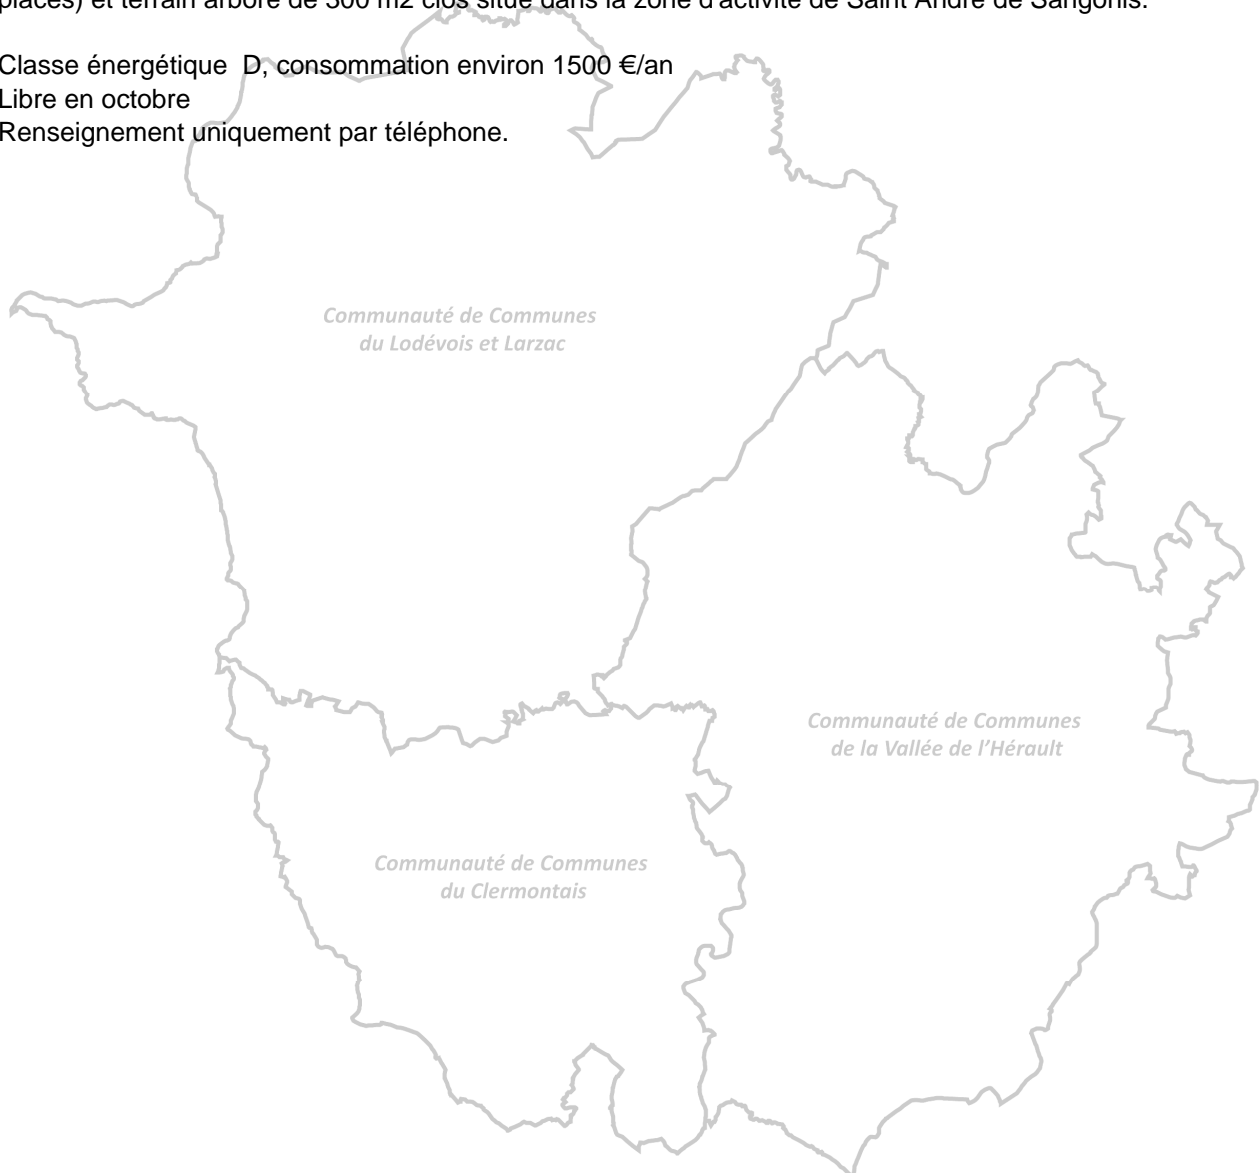 places) et terrain arboré de 300 m2 clos situé dans la zone d'activité de Saint André de Sangonis.
Classe énergétique  D, consommation environ 1500 €/an
Libre en octobre
Renseignement uniquement par téléphone.
Communauté de Communes
du Lodévois et Larzac
Communauté de Communes
de la Vallée de l'Hérault
Communauté de Communes
du Clermontais